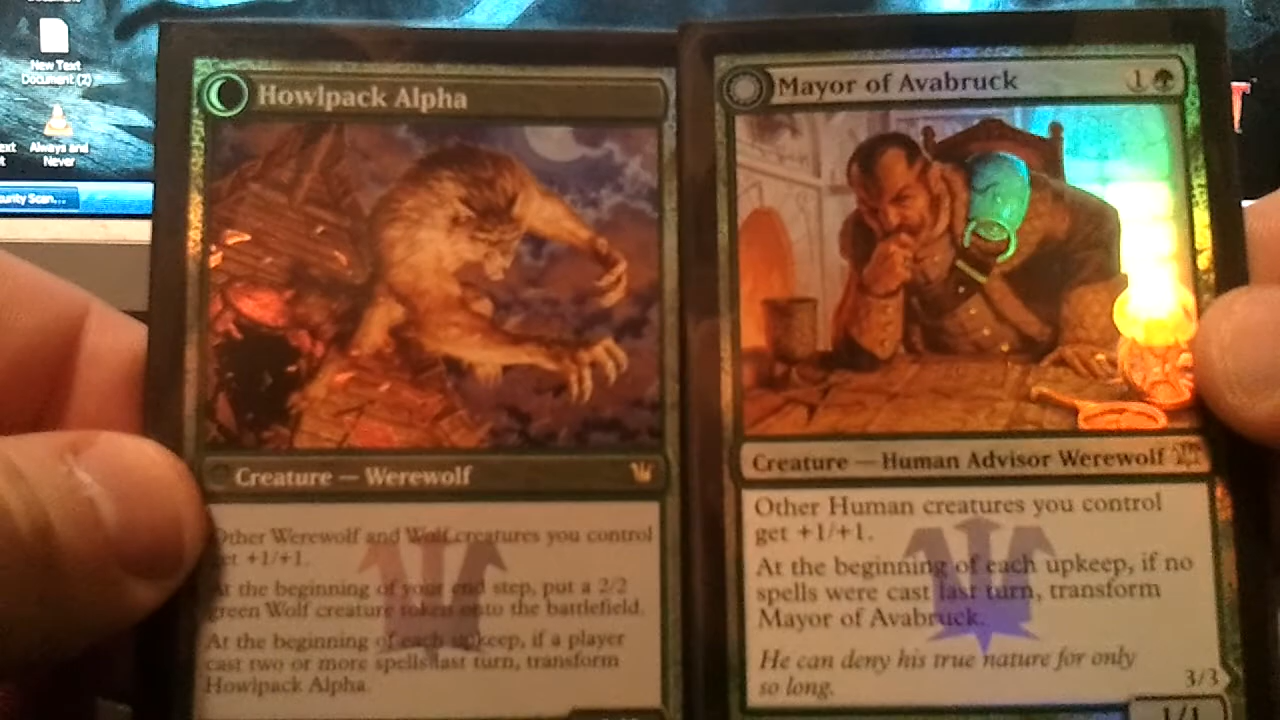 New Text
Document (2)
Always and
Never
urity Scan...
Howlpack Alpha
Creature — Werewolf
Other Werewolf and Wolf creatures you control
get +1/+1.
At the beginning of your end step, put a 2/2
green Wolf creature token onto the battlefield.
At the beginning of each upkeep, if a player
cast two or more spells last turn, transform
Howlpack Alpha.
Mayor of Avabruck 1
Creature — Human Advisor Werewolf
Other Human creatures you control
get +1/+1.
At the beginning of each upkeep, if no
spells were cast last turn, transform
Mayor of Avabruck.
He can deny his true nature for only
so long.
3/3
1/1